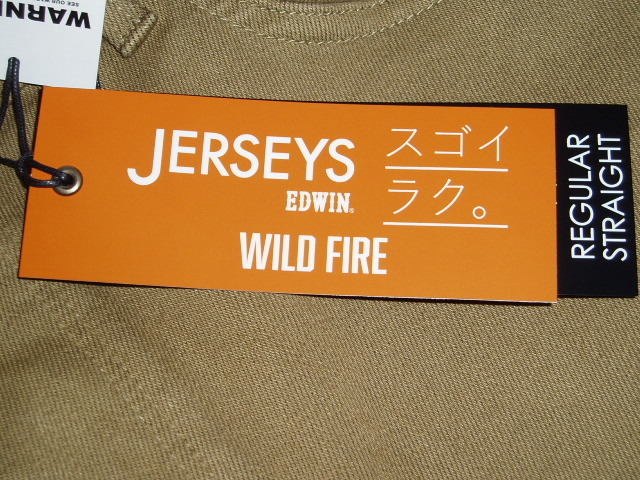 WARNI
JERSEYS
EDWIN
WILD FIRE
スゴイ
ラク。
REGULAR
STRAIGHT